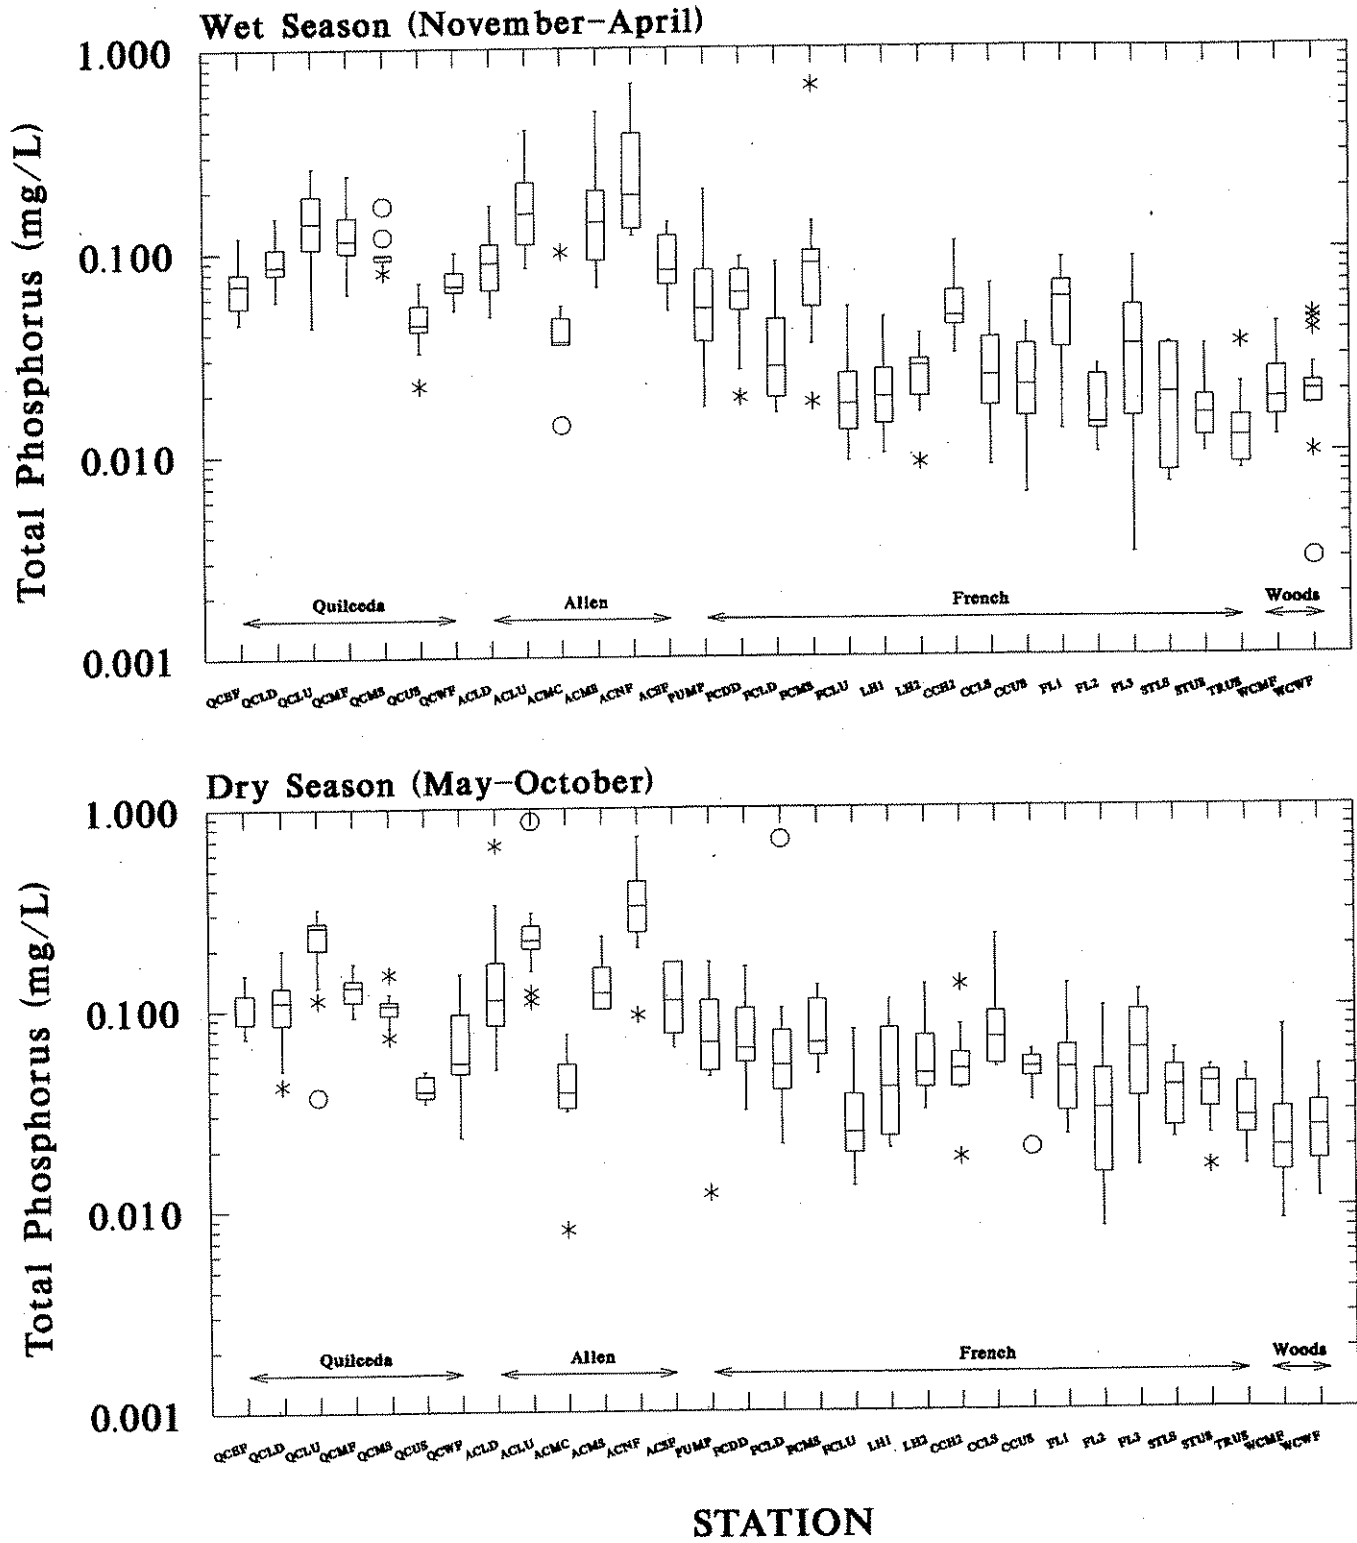 Wet Season (November-April)
Total Phosphorus (mg/L)
1.000
0.100
0.010
0.001
Quilceda Allen French Woods
QCEF QCLD QCLU QCMF QCMS QCUS QCWF ACLD ACLU ACMC ACMS ACNF ACSF PUMP FCDD FCLD FCMS FCLU LH1 LH2 CCH2 CCLS CCUS FL1 FL2 FL3 STLS STUS TRUS WCMF WCWF
Dry Season (May-October)
Total Phosphorus (mg/L)
1.000
0.100
0.010
0.001
Quilceda Allen French Woods
QCEF QCLD QCLU QCMF QCMS QCUS QCWF ACLD ACLU ACMC ACMS ACNF ACSF PUMP FCDD FCLD FCMS FCLU LH1 LH2 CCH2 CCLS CCUS FL1 FL2 FL3 STLS STUS TRUS WCMF WCWF
STATION